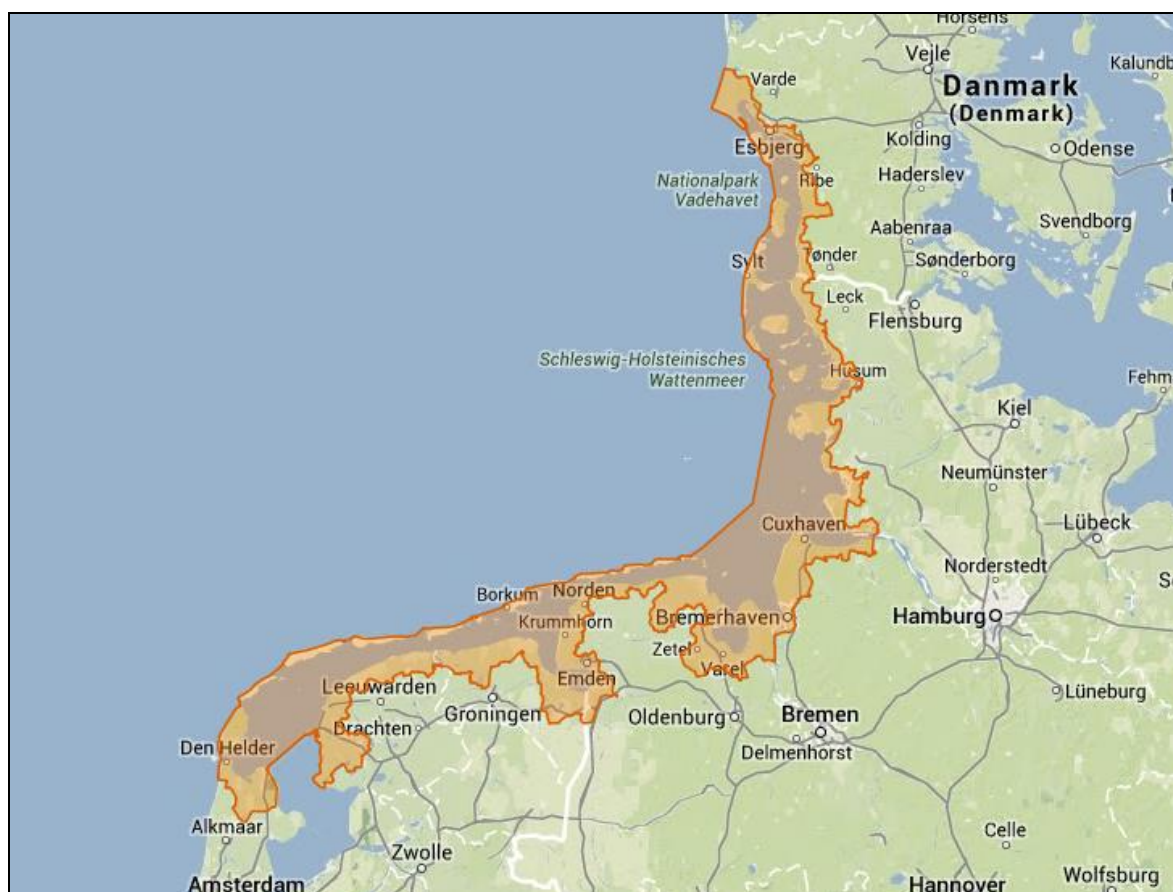 Horsens
Vejle
Kalundb
Varde
Danmark
(Denmark)
Kolding
Esbjerg
Odense
Nationalpark
Vadehavet
Ribe
Haderslev
Svendborg
Aabenraa
Sylt
Tønder
Sønderborg
Leck
Flensburg
Schleswig-Holsteinisches
Wattenmeer
Husum
Fehm
Kiel
Neumünster
Cuxhaven
Lübeck
Norderstedt
Borkum
Norden
Krummhorn
Bremerhaven
Hamburg
Zetel
Varel
Emden
Leeuwarden
Lüneburg
Groningen
Oldenburg
Bremen
Drachten
Delmenhorst
Den Helder
Alkmaar
Celle
Zwolle
Wolfsburg
Amsterdam
Hannover